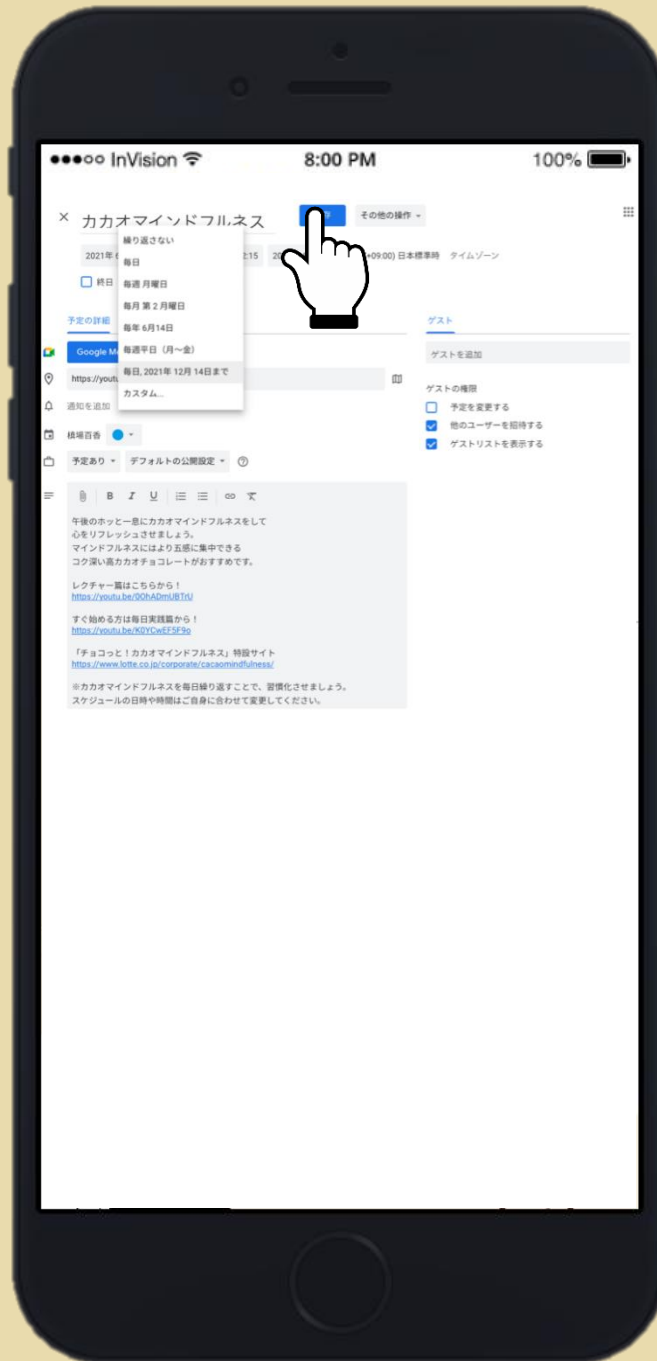 InVision 8:00 PM 100%
カカオマインドフルネス その他の操作
2021年 2:15 20 +09:00) 日本標準時 タイムゾーン
終日
繰り返さない
毎日
毎週 月曜日
毎月 第 2 月曜日
毎年 6月14日
毎週平日（月～金）
毎日, 2021年 12月 14日まで
カスタム...
予定の詳細
Google M
https://youtu
通知を追加
百香
予定あり デフォルトの公開設定
B I U
午後のホッと一息にカカオマインドフルネスをして
心をリフレッシュさせましょう。
マインドフルネスにはより五感に集中できる
コク深い高カカオチョコレートがおすすめです。
レクチャー篇はこちらから！
https://youtu.be/0OhADmUBTrU
すぐ始める方は毎日実践篇から！
https://youtu.be/K0YCwEF5F9o
「チョコっと！カカオマインドフルネス」特設サイト
https://www.lotte.co.jp/corporate/cacaomindfulness/
※カカオマインドフルネスを毎日繰り返すことで、習慣化させましょう。
スケジュールの日時や時間はご自身に合わせて変更してください。
ゲスト
ゲストを追加
ゲストの権限
予定を変更する
他のユーザーを招待する
ゲストリストを表示する